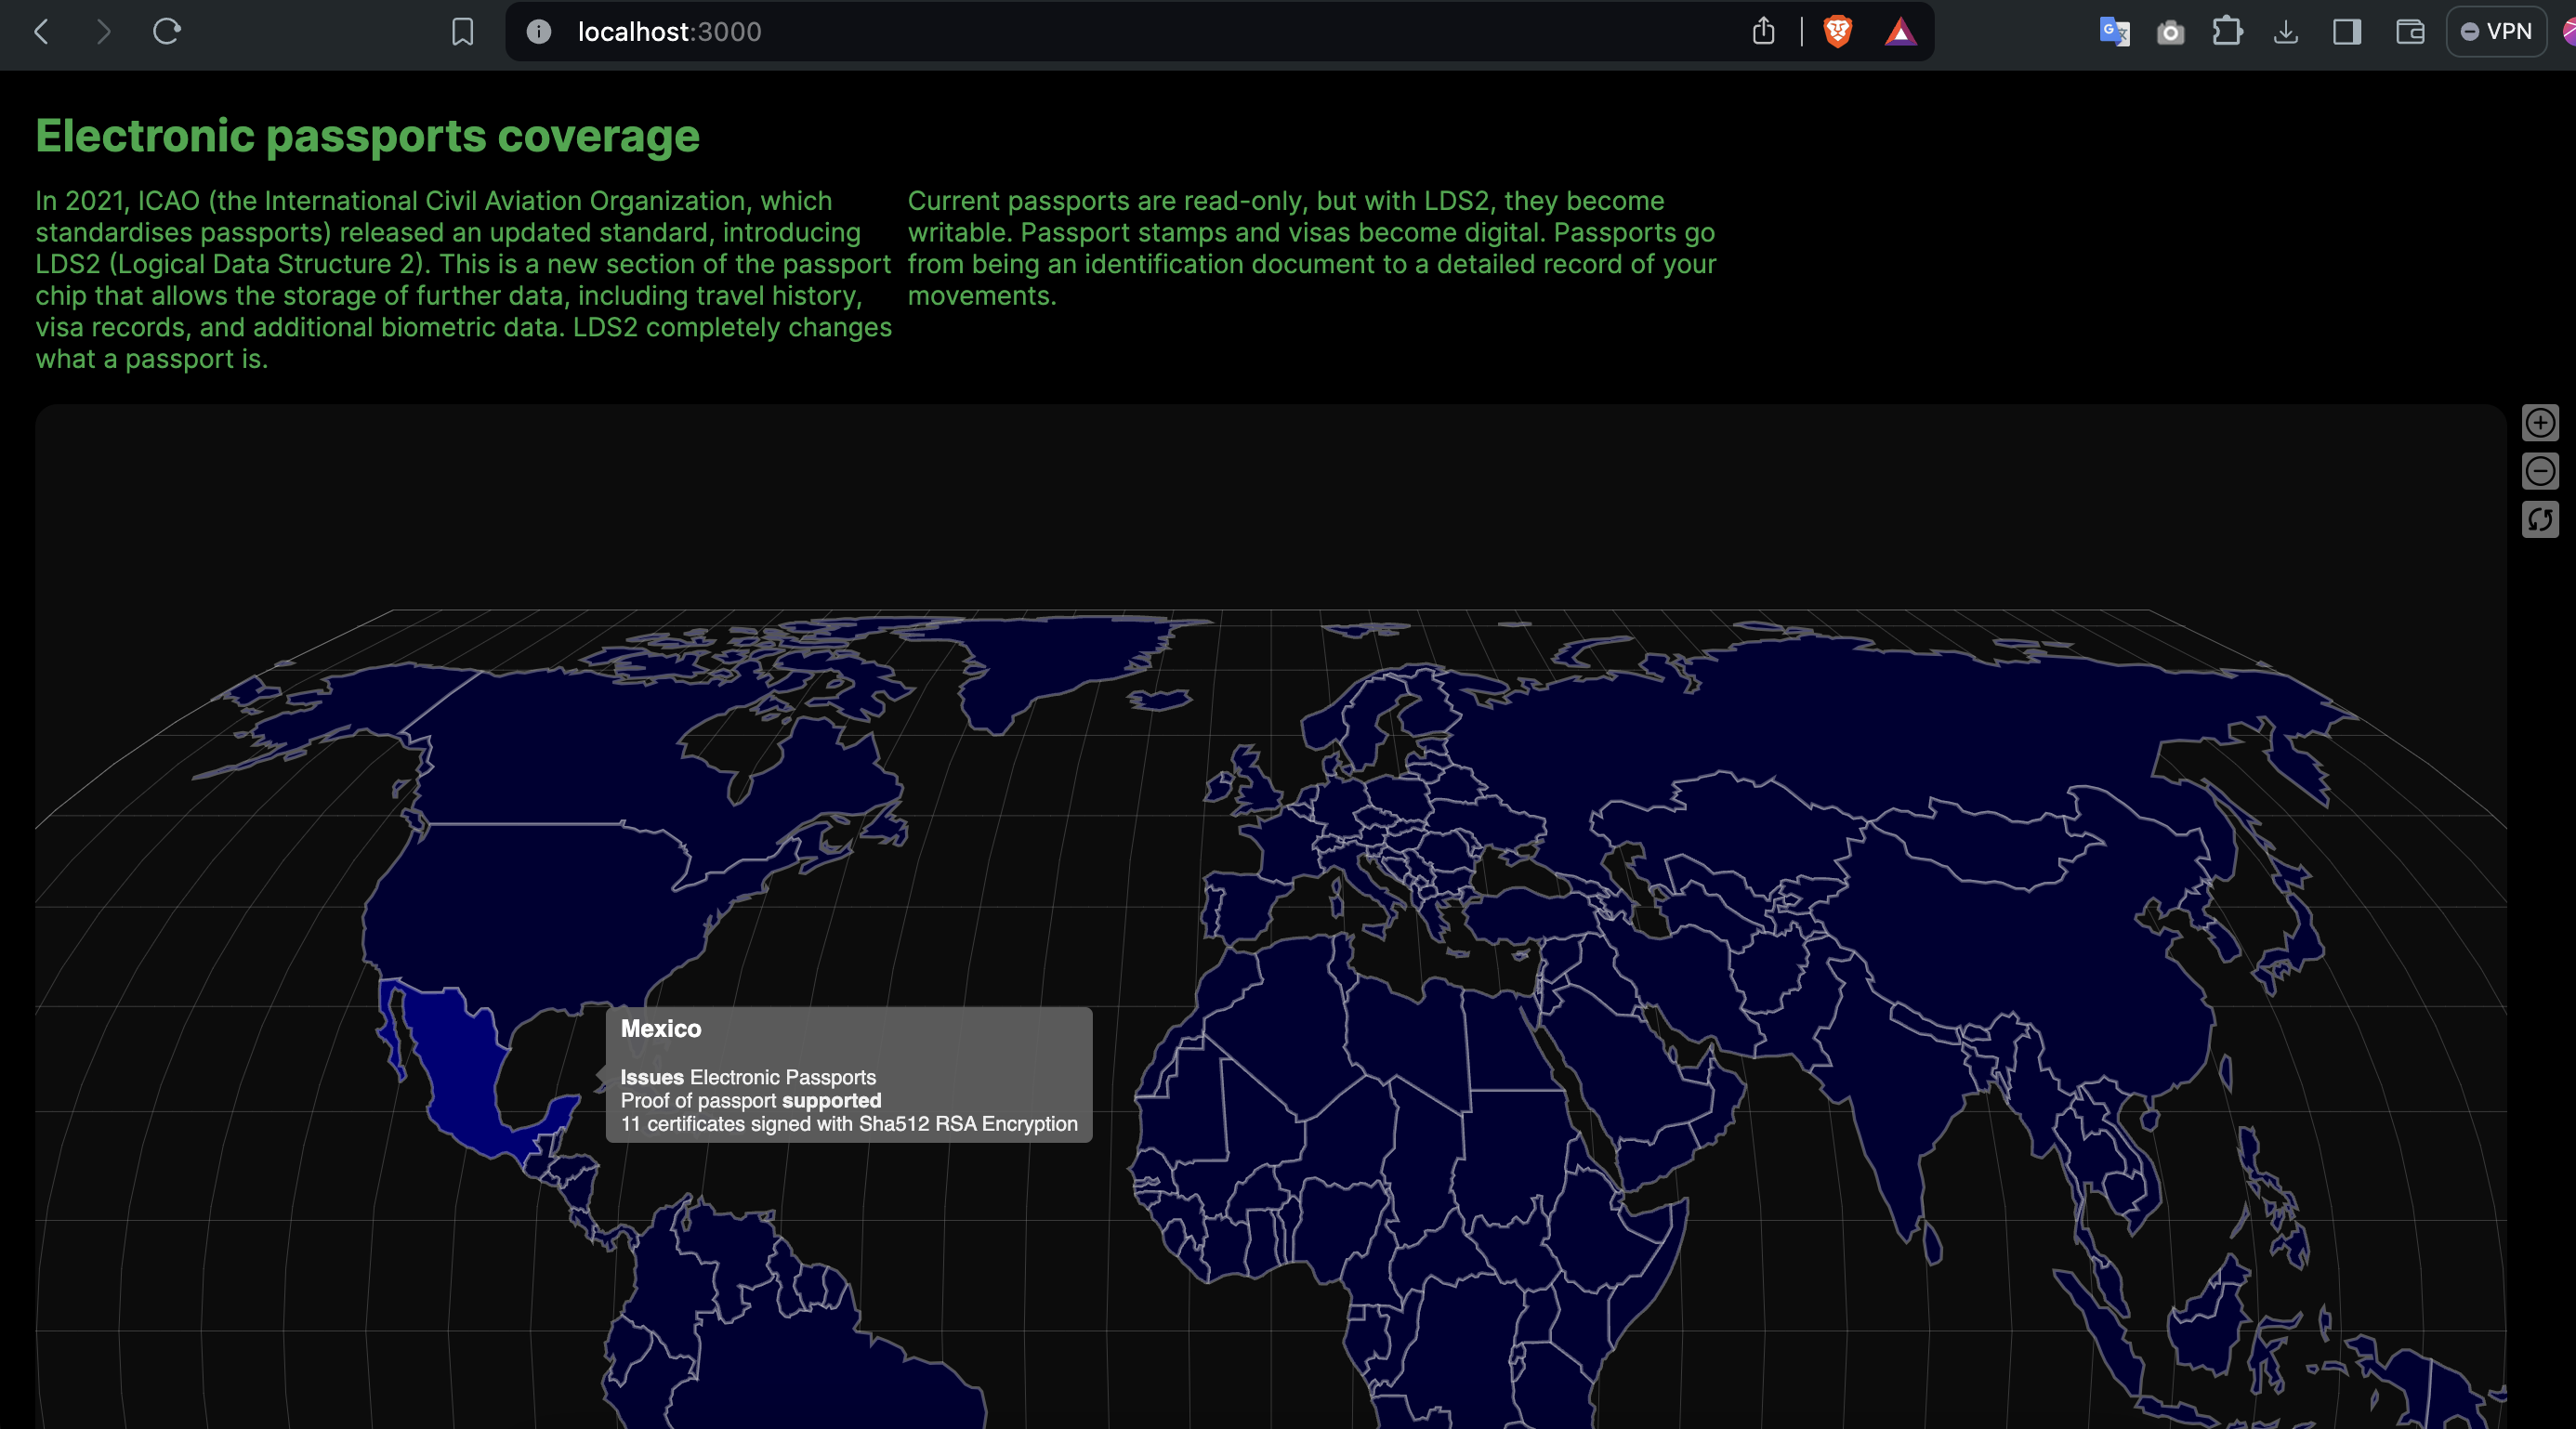 localhost:3000
VPN
Electronic passports coverage
In 2021, ICAO (the International Civil Aviation Organization, which
standardises passports) released an updated standard, introducing
LDS2 (Logical Data Structure 2). This is a new section of the passport
chip that allows the storage of further data, including travel history,
visa records, and additional biometric data. LDS2 completely changes
what a passport is.
Current passports are read-only, but with LDS2, they become
writable. Passport stamps and visas become digital. Passports go
from being an identification document to a detailed record of your
movements.
Mexico
Issues Electronic Passports
Proof of passport supported
11 certificates signed with Sha512 RSA Encryption